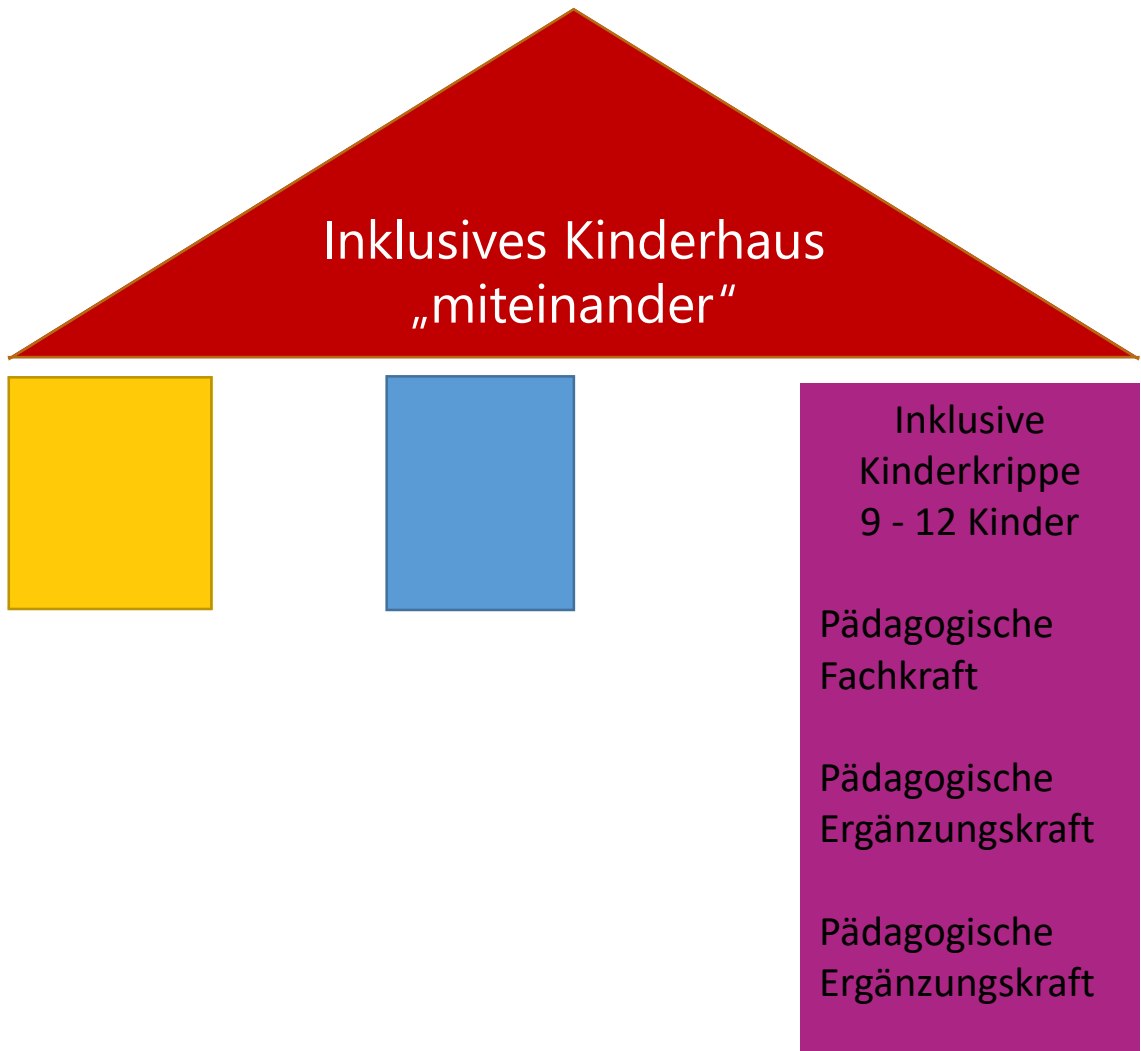 Inklusives Kinderhaus
„miteinander“
Inklusive
Kinderkrippe
9 - 12 Kinder
Pädagogische
Fachkraft
Pädagogische
Ergänzungskraft
Pädagogische
Ergänzungskraft